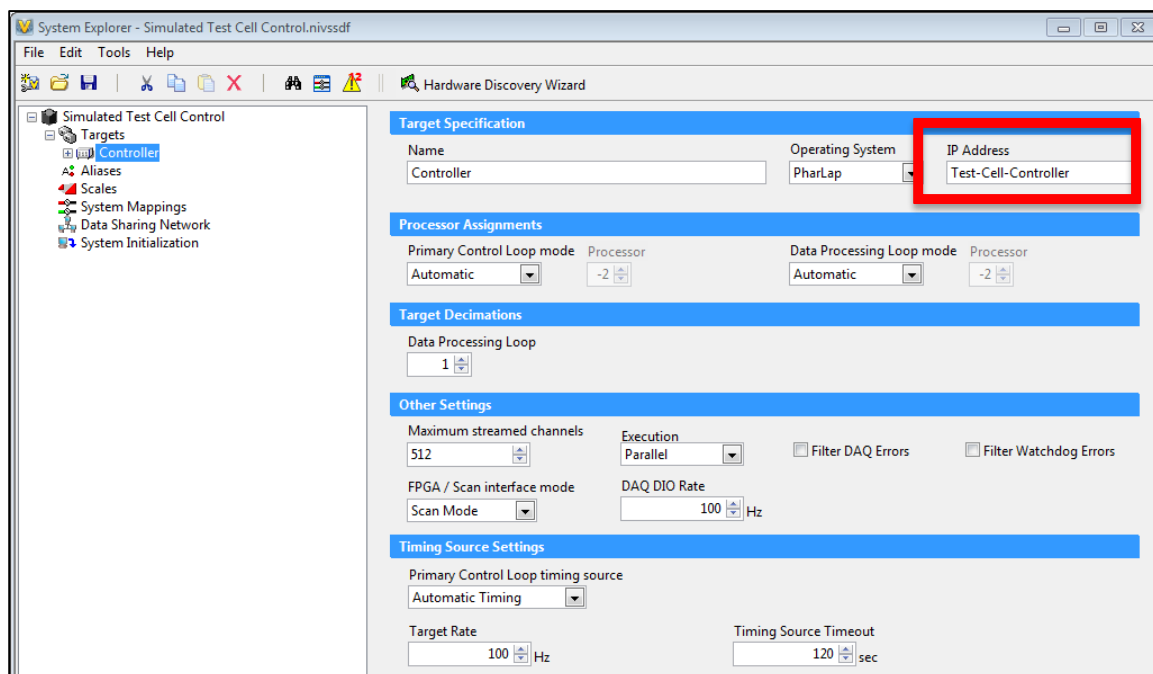 System Explorer - Simulated Test Cell Control.nivssdf
File Edit Tools Help
12 Hardware Discovery Wizard
Simulated Test Cell Control
Targets
Controller
Aliases
Scales
System Mappings
Data Sharing Network
System Initialization
Target Specification
Name Operating System IP Address
Controller PharLap Test-Cell-Controller
Processor Assignments
Primary Control Loop mode Processor Data Processing Loop mode Processor
Automatic -2 Automatic -2
Target Decimations
Data Processing Loop
1
Other Settings
Maximum streamed channels Execution
512 Parallel Filter DAQ Errors Filter Watchdog Errors
FPGA / Scan interface mode DAQ DIO Rate
Scan Mode 100 Hz
Timing Source Settings
Primary Control Loop timing source
Automatic Timing
Target Rate Timing Source Timeout
100 Hz 120 sec